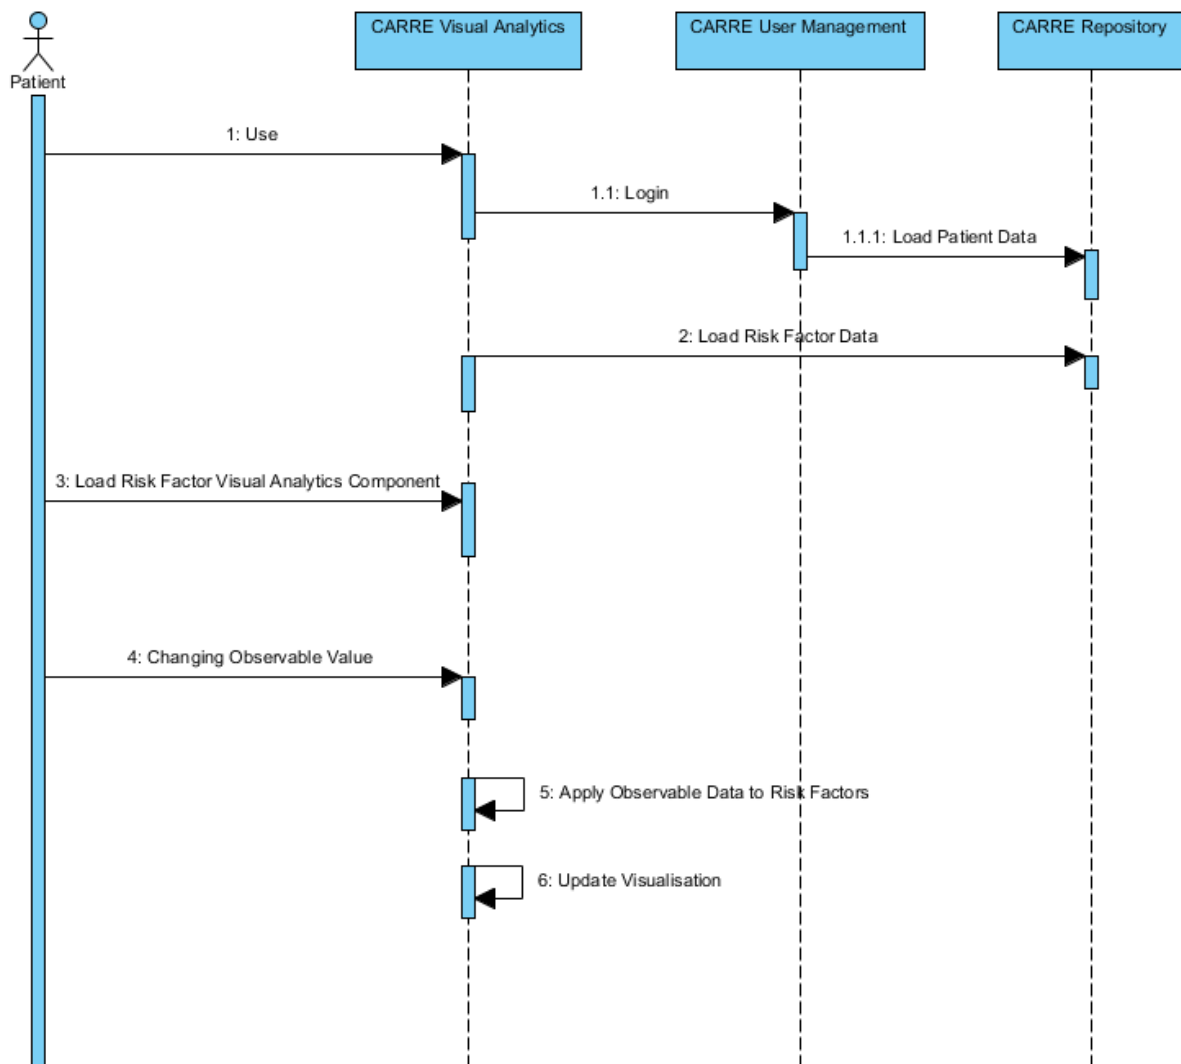 CARRE Visual Analytics
CARRE User Management
CARRE Repository
Patient
1: Use
1.1: Login
1.1.1: Load Patient Data
2: Load Risk Factor Data
3: Load Risk Factor Visual Analytics Component
4: Changing Observable Value
5: Apply Observable Data to Risk Factors
6: Update Visualisation